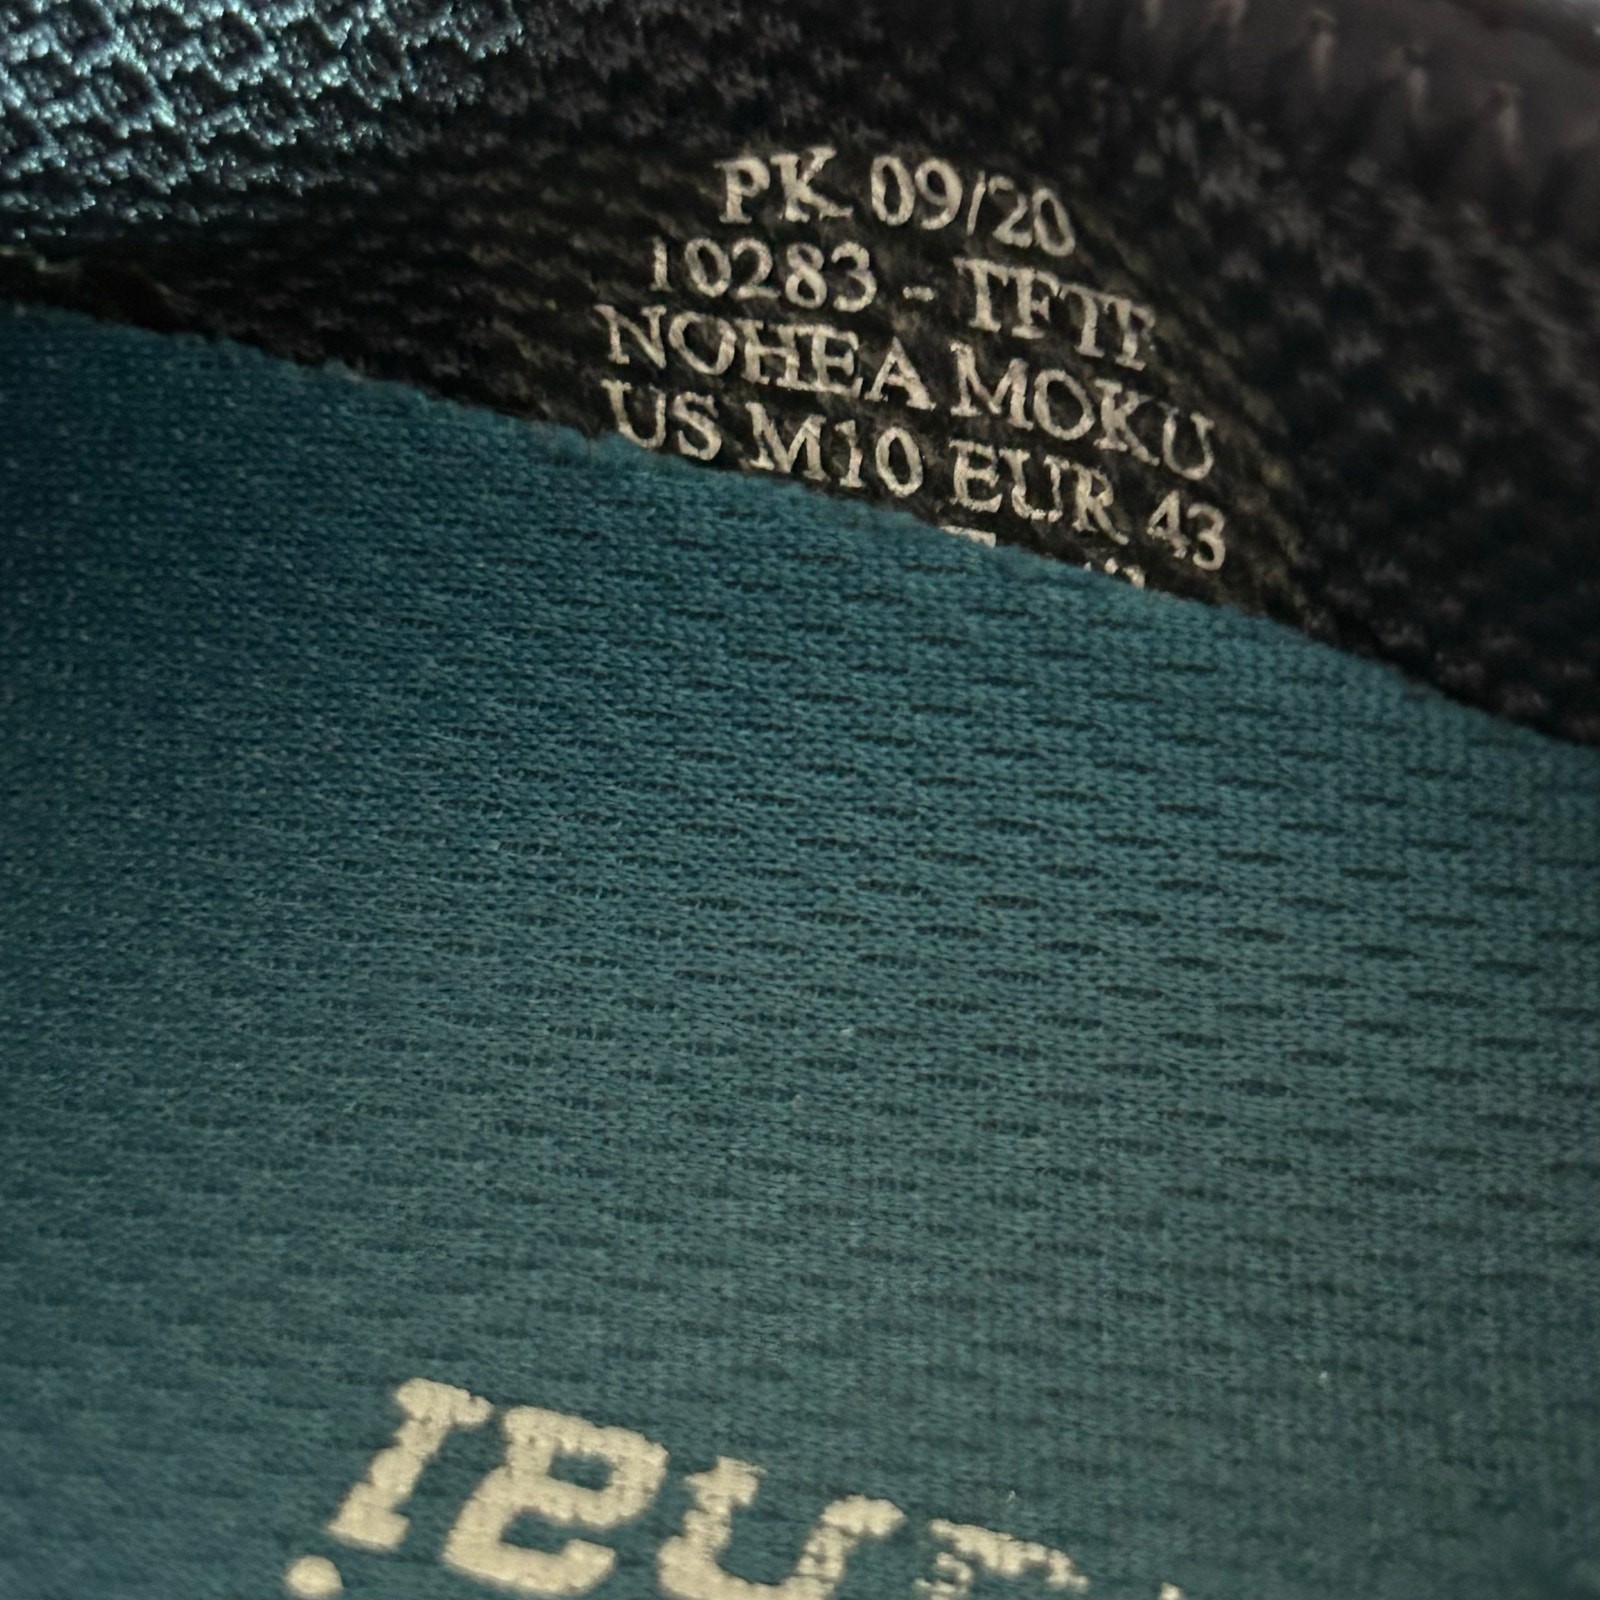 PK 09/20
10283 - TFTF
NOHEA MOKU
US M10 EUR 43